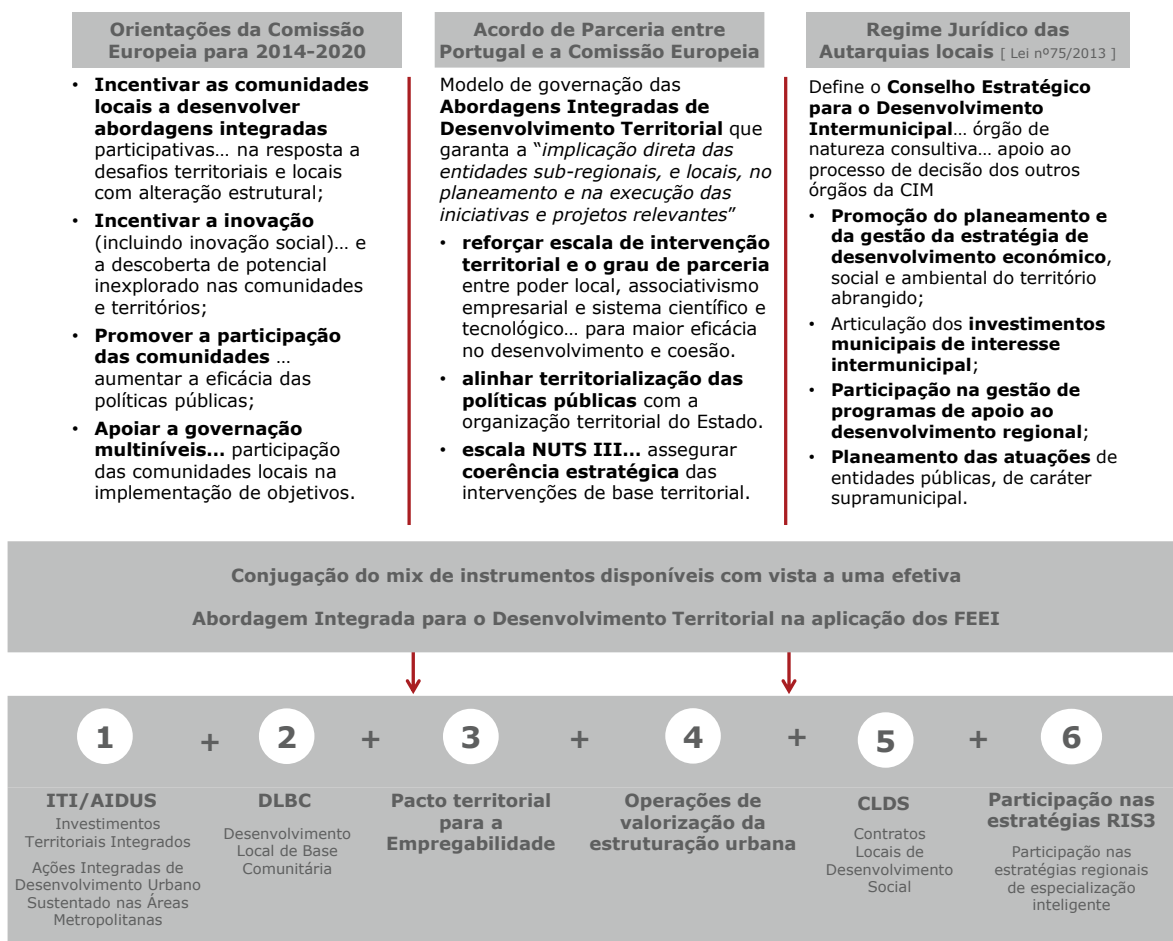 Orientações da Comissão
Europeia para 2014-2020
• Incentivar as comunidades
locais a desenvolver
abordagens integradas
participativas… na resposta a
desafios territoriais e locais
com alteração estrutural;
• Incentivar a inovação
(incluindo inovação social)… e
a descoberta de potencial
inexplorado nas comunidades
e territórios;
• Promover a participação
das comunidades …
aumentar a eficácia das
políticas públicas;
• Apoiar a governação
multiníveis... participação
das comunidades locais na
implementação de objetivos.
Acordo de Parceria entre
Portugal e a Comissão Europeia
Modelo de governação das
Abordagens Integradas de
Desenvolvimento Territorial que
garanta a “implicação direta das
entidades sub-regionais, e locais, no
planeamento e na execução das
iniciativas e projetos relevantes”
• reforçar escala de intervenção
territorial e o grau de parceria
entre poder local, associativismo
empresarial e sistema científico e
tecnológico… para maior eficácia
no desenvolvimento e coesão.
• alinhar territorialização das
políticas públicas com a
organização territorial do Estado.
• escala NUTS III... assegurar
coerência estratégica das
intervenções de base territorial.
Regime Jurídico das
Autarquias locais [ Lei nº75/2013 ]
Define o Conselho Estratégico
para o Desenvolvimento
Intermunicipal… órgão de
natureza consultiva… apoio ao
processo de decisão dos outros
órgãos da CIM
• Promoção do planeamento e
da gestão da estratégia de
desenvolvimento económico,
social e ambiental do território
abrangido;
• Articulação dos investimentos
municipais de interesse
intermunicipal;
• Participação na gestão de
programas de apoio ao
desenvolvimento regional;
• Planeamento das atuações de
entidades públicas, de caráter
supramunicipal.
Conjugação do mix de instrumentos disponíveis com vista a uma efetiva
Abordagem Integrada para o Desenvolvimento Territorial na aplicação dos FEEI
1 + 2 + 3 + 4 + 5 + 6
ITI/AIDUS
Investimentos
Territoriais Integrados
Ações Integradas de
Desenvolvimento Urbano
Sustentado nas Áreas
Metropolitanas
DLBC
Desenvolvimento
Local de Base
Comunitária
Pacto territorial
para a
Empregabilidade
Operações de
valorização da
estruturação urbana
CLDS
Contratos
Locais de
Desenvolvimento
Social
Participação nas
estratégias RIS3
Participação nas
estratégias regionais
de especialização
inteligente